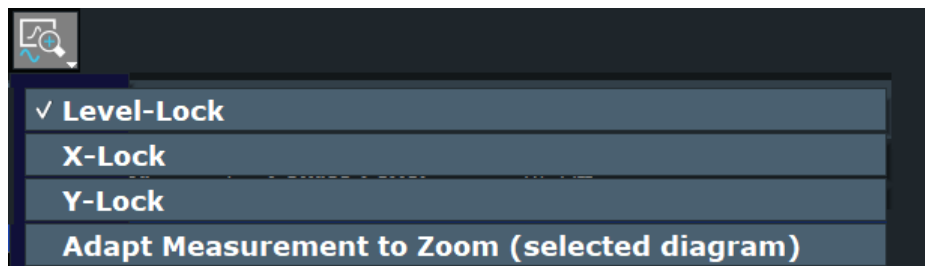 Level-Lock
X-Lock
Y-Lock
Adapt Measurement to Zoom (selected diagram)